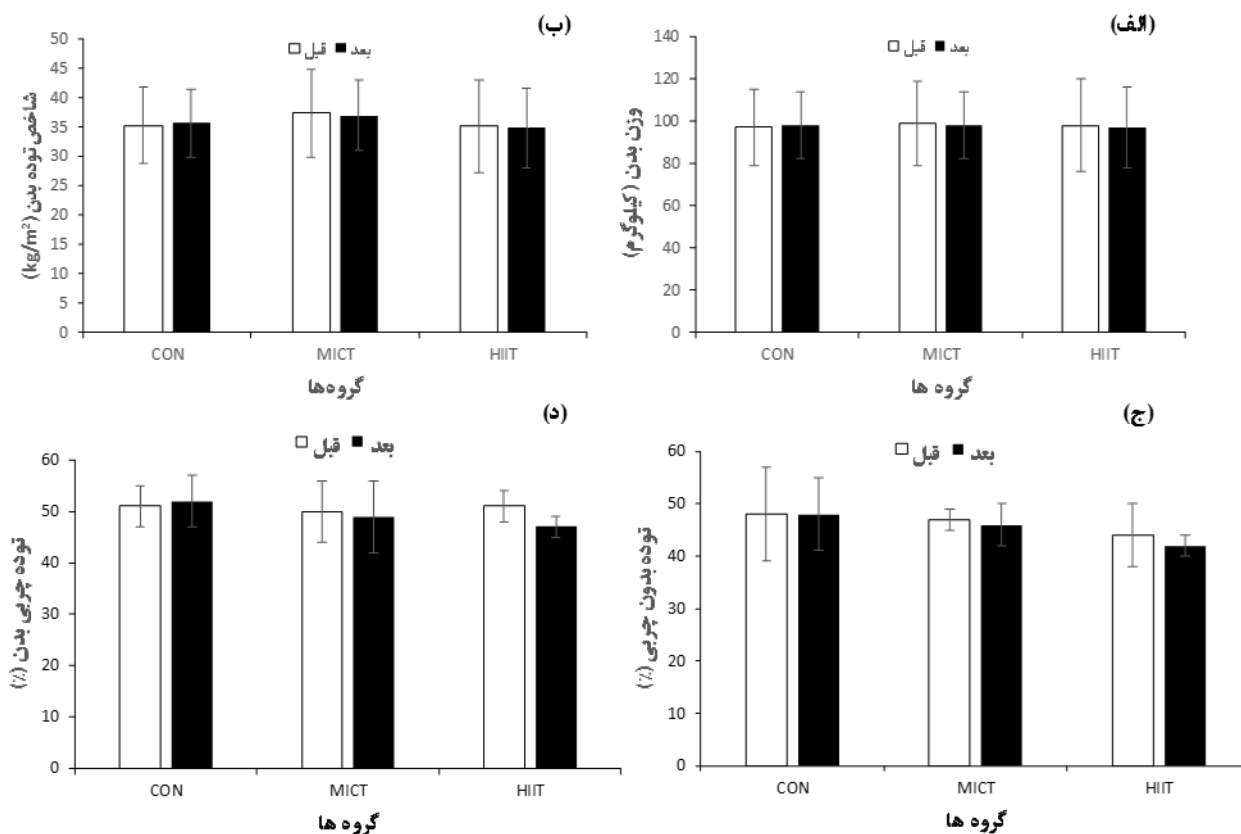 (الف)
قبل بعد
وزن بدن (کیلوگرم)
140
120
100
80
60
40
20
0
CON MICT HIIT
گروه ها
(ب)
قبل بعد
شاخص توده بدن (kg/m²)
50
45
40
35
30
25
20
15
10
5
0
CON MICT HIIT
گروه‌ها
(ج)
قبل بعد
توده بدون چربی (٪)
60
50
40
30
20
10
0
CON MICT HIIT
گروه ها
(د)
قبل بعد
توده چربی بدن (٪)
60
50
40
30
20
10
0
CON MICT HIIT
گروه ها